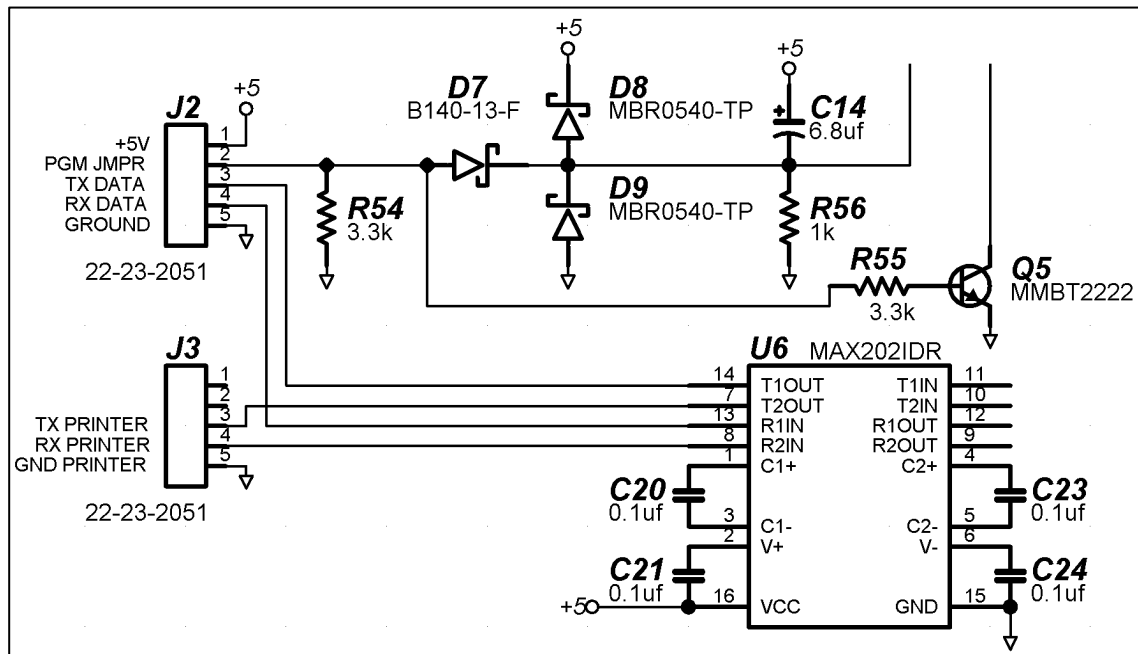 +5
+5
+5
D7
B140-13-F
D8
MBR0540-TP
C14
+
6.8uf
J2
+5V
PGM JMPR
TX DATA
RX DATA
GROUND
1
2
3
4
5
22-23-2051
R54
3.3k
D9
MBR0540-TP
R56
1k
R55
3.3k
Q5
MMBT2222
J3
TX PRINTER
RX PRINTER
GND PRINTER
1
2
3
4
5
22-23-2051
U6
MAX202IDR
14 T1OUT T1IN 11
7 T2OUT T2IN 10
13 R1IN R1OUT 12
8 R2IN R2OUT 9
1 C1+ C2+ 4
C20
0.1uf
C23
0.1uf
3 C1- C2- 5
2 V+ V- 6
C21
0.1uf
C24
0.1uf
+5
16 VCC GND 15